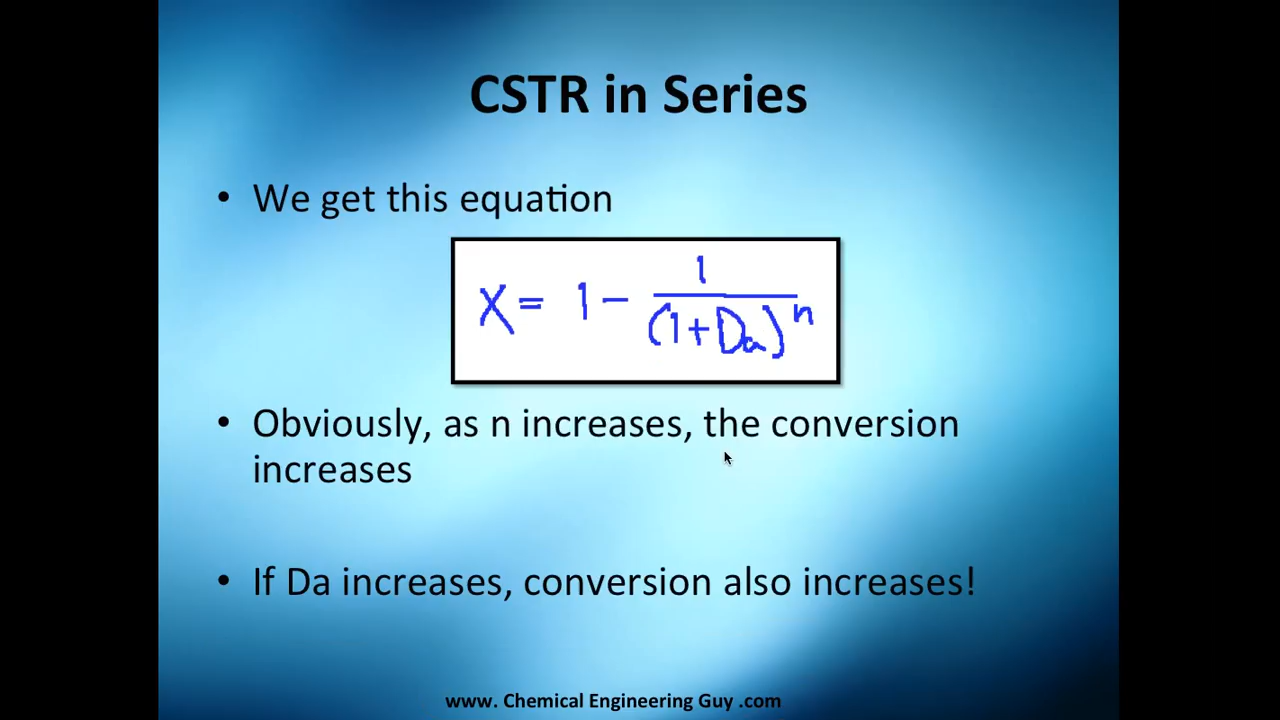 CSTR in Series
• We get this equation
X = 1 - 1/(1+Da)^n
• Obviously, as n increases, the conversion
increases
• If Da increases, conversion also increases!
www. Chemical Engineering Guy .com